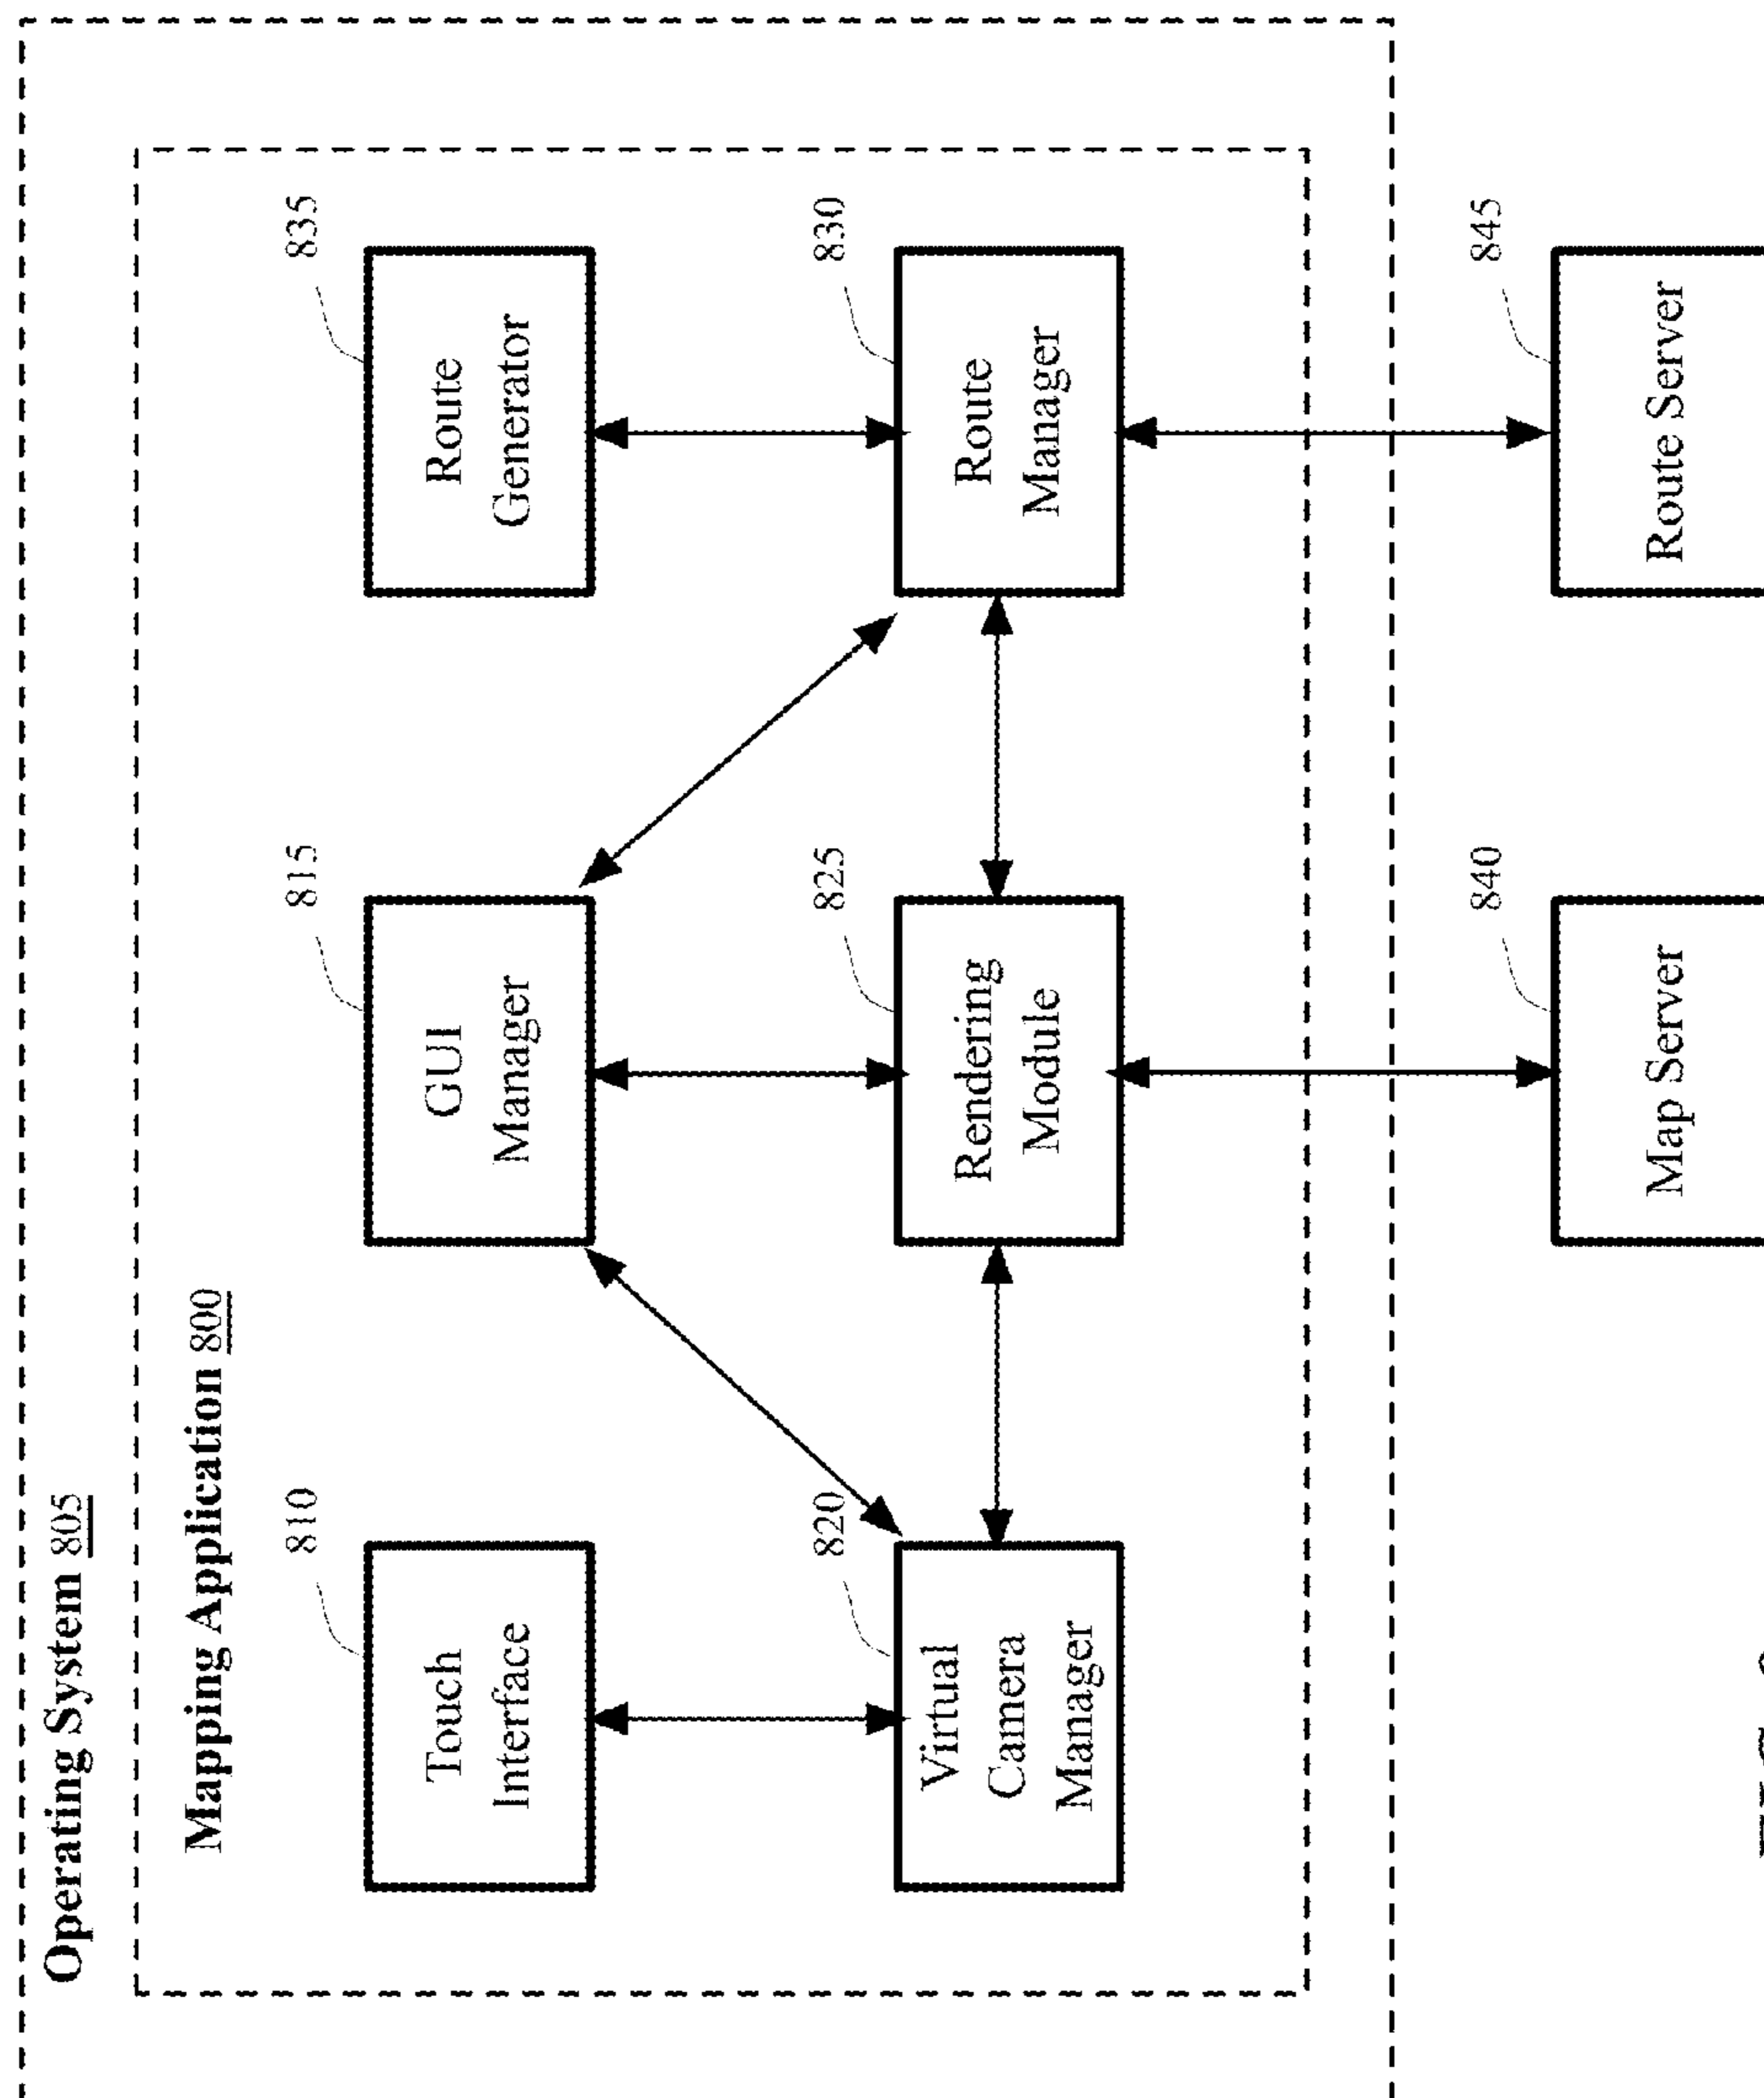 Operating System 805
Mapping Application 800
810
Touch
Interface
815
GUI
Manager
835
Route
Generator
820
Virtual
Camera
Manager
825
Rendering
Module
830
Route
Manager
840
Map Server
845
Route Server